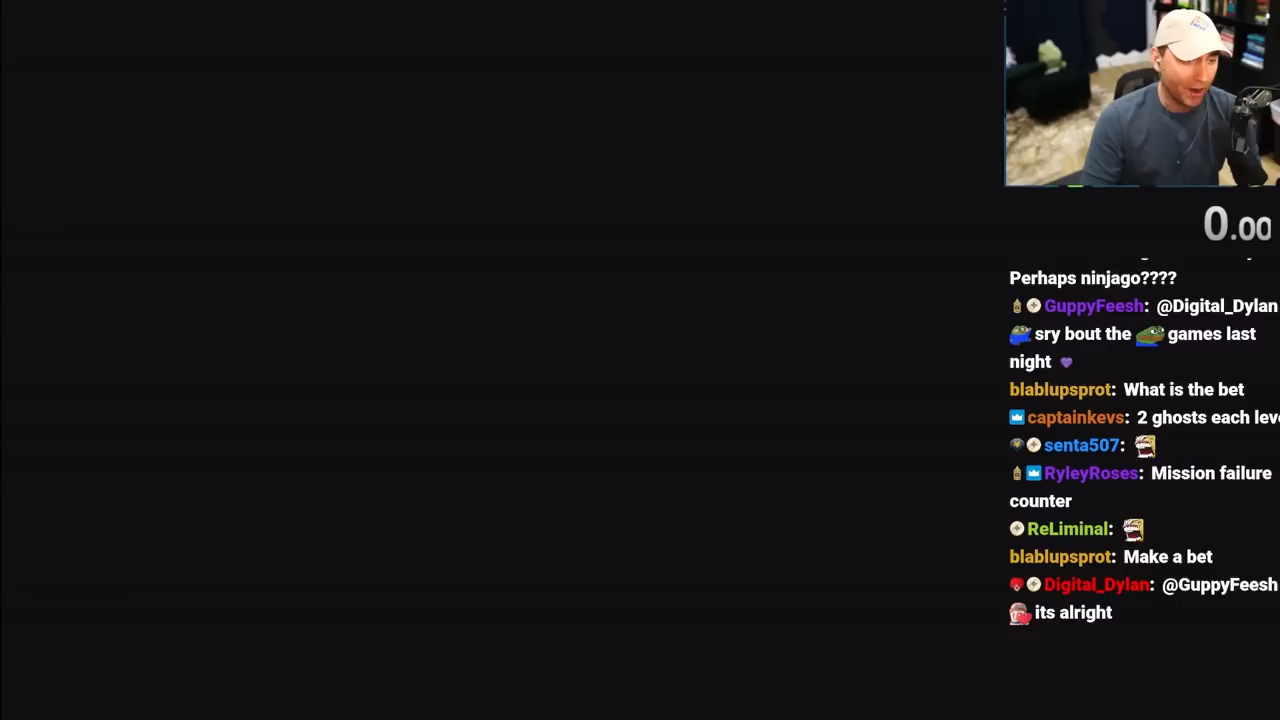 0.00
Perhaps ninjago????
GuppyFeesh: @Digital_Dylan
sry bout the games last
night
blablupsprot: What is the bet
captainkevs: 2 ghosts each leve
senta507:
RyleyRoses: Mission failure
counter
ReLiminal:
blablupsprot: Make a bet
Digital_Dylan: @GuppyFeesh
its alright